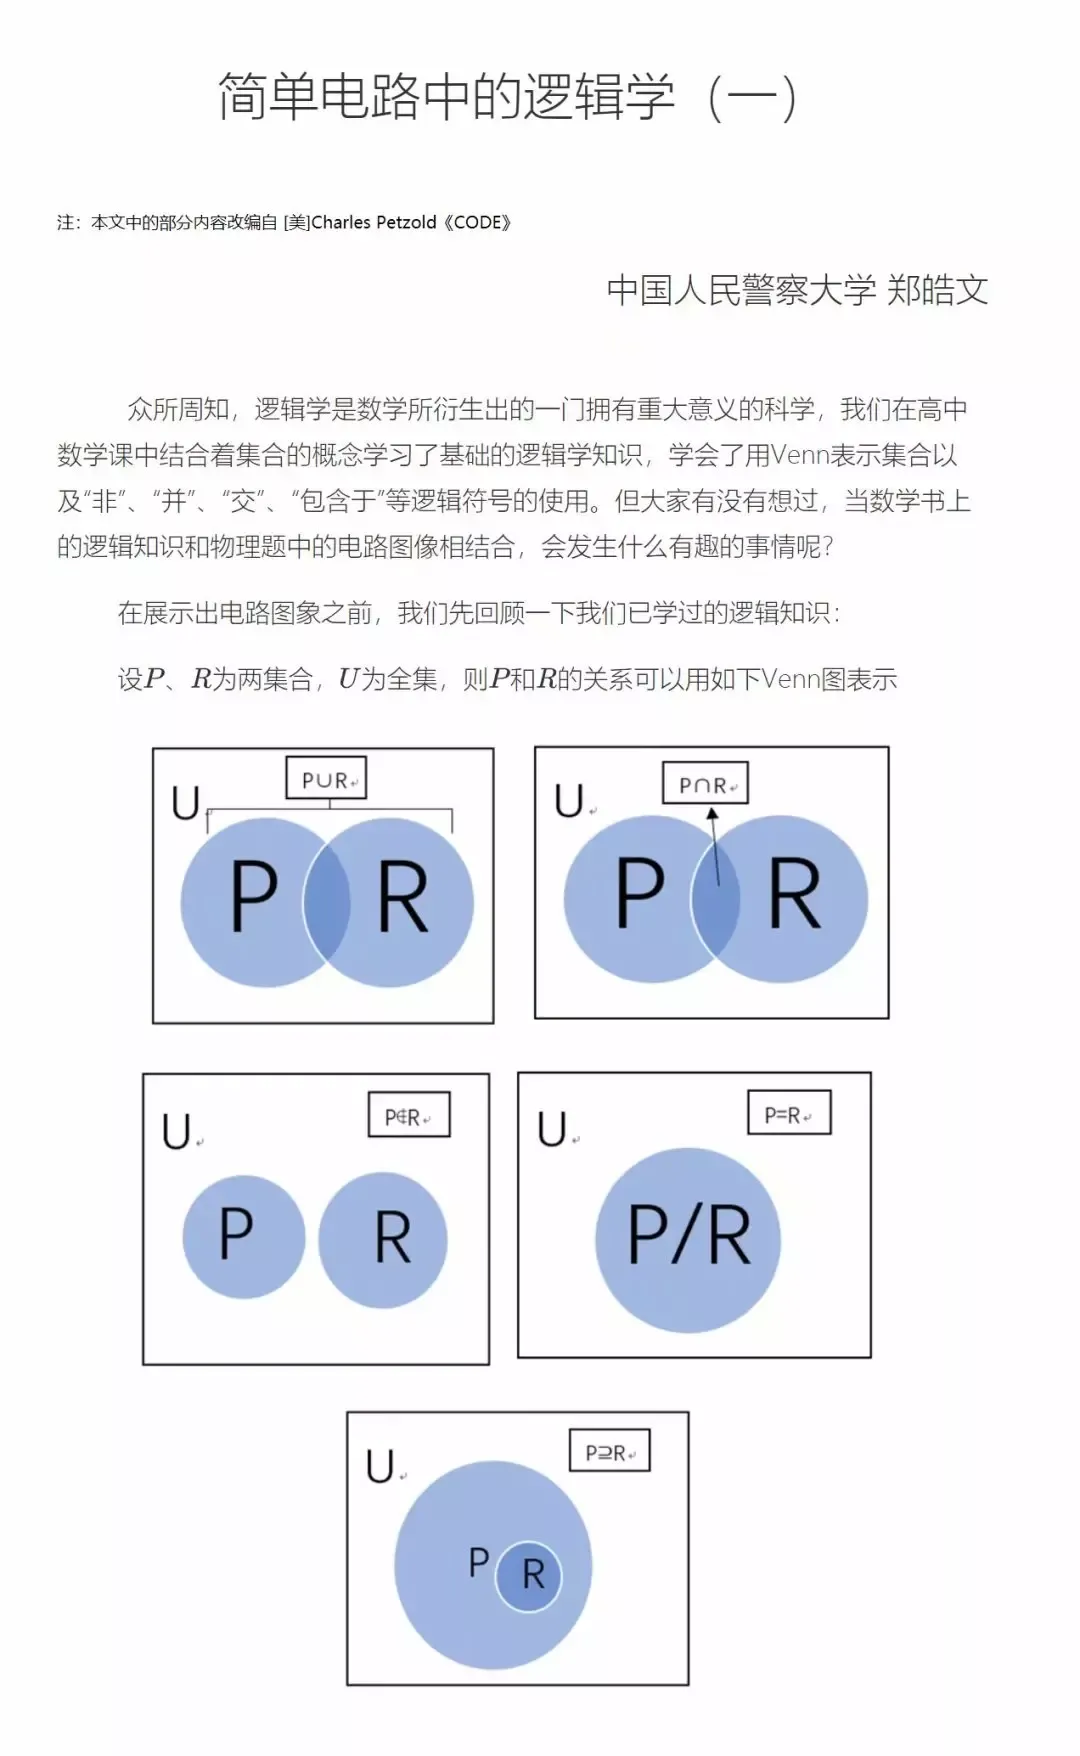 简单电路中的逻辑学（一）
注：本文中的部分内容改编自 [美]Charles Petzold《CODE》
中国人民警察大学 郑皓文
众所周知，逻辑学是数学所衍生出的一门拥有重大意义的科学，我们在高中
数学课中结合着集合的概念学习了基础的逻辑学知识，学会了用Venn表示集合以
及“非”、“并”、“交”、“包含于”等逻辑符号的使用。但大家有没有想过，当数学书上
的逻辑知识和物理题中的电路图像相结合，会发生什么有趣的事情呢？
在展示出电路图象之前，我们先回顾一下我们已学过的逻辑知识：
设P、R为两集合，U为全集，则P和R的关系可以用如下Venn图表示
U
P∪R
P
R
U
P∩R
P
R
U
P∉R
P
R
U
P=R
P/R
U
P⊇R
P
R